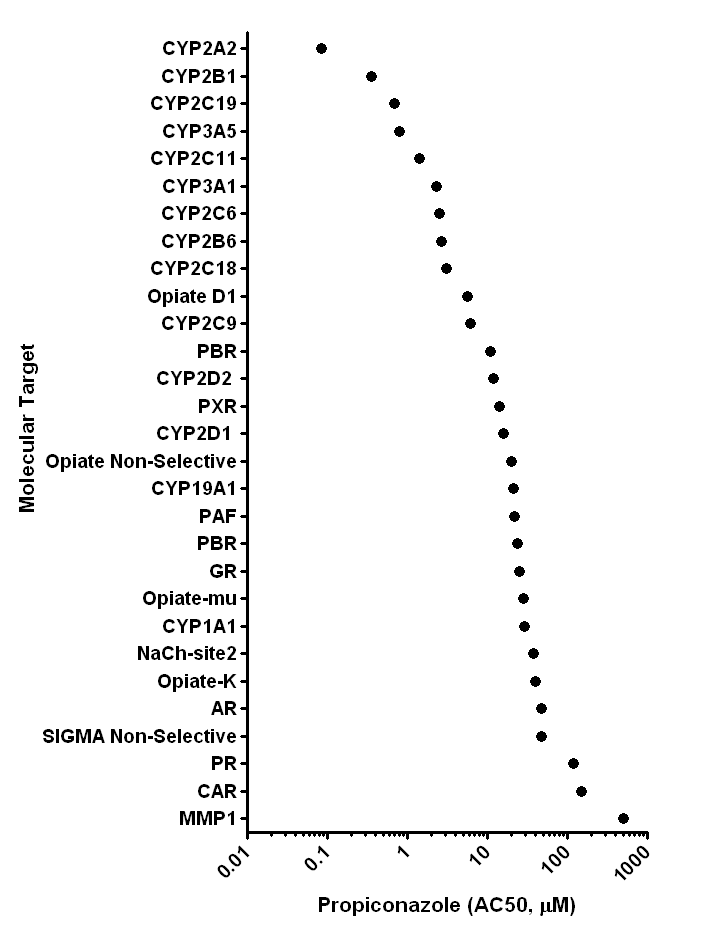 CYP2A2
CYP2B1
CYP2C19
CYP3A5
CYP2C11
CYP3A1
CYP2C6
CYP2B6
CYP2C18
Opiate D1
CYP2C9
PBR
CYP2D2
PXR
CYP2D1
Opiate Non-Selective
CYP19A1
PAF
PBR
GR
Opiate-mu
CYP1A1
NaCh-site2
Opiate-K
AR
SIGMA Non-Selective
PR
CAR
MMP1
Molecular Target
0.01 0.1 1 10 100 1000
Propiconazole (AC50, μM)